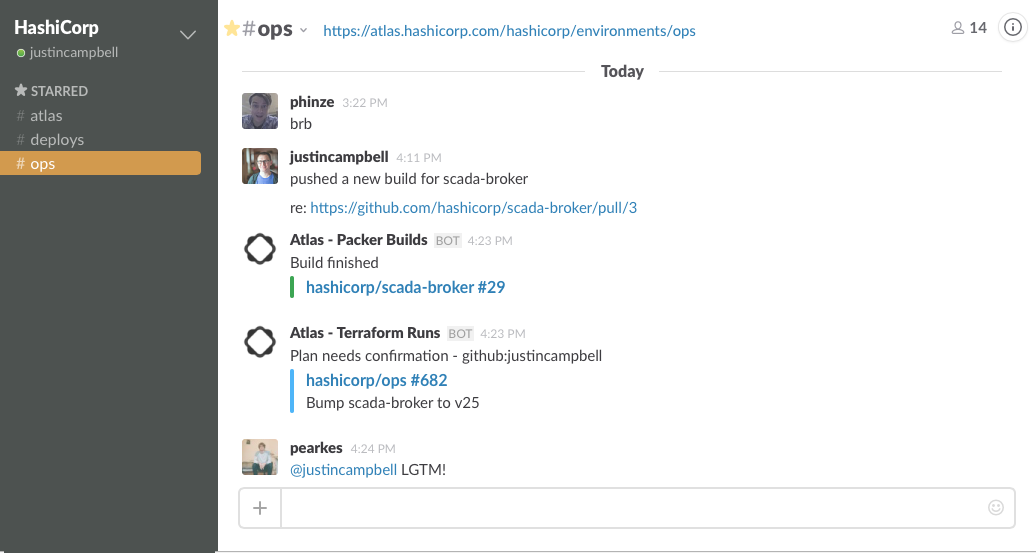 HashiCorp
justincampbell
STARRED
# atlas
# deploys
# ops
#ops https://atlas.hashicorp.com/hashicorp/environments/ops 14
Today
phinze 3:22 PM
brb
justincampbell 4:11 PM
pushed a new build for scada-broker
re: https://github.com/hashicorp/scada-broker/pull/3
Atlas - Packer Builds BOT 4:23 PM
Build finished
hashicorp/scada-broker #29
Atlas - Terraform Runs BOT 4:23 PM
Plan needs confirmation - github:justincampbell
hashicorp/ops #682
Bump scada-broker to v25
pearkes 4:24 PM
@justincampbell LGTM!